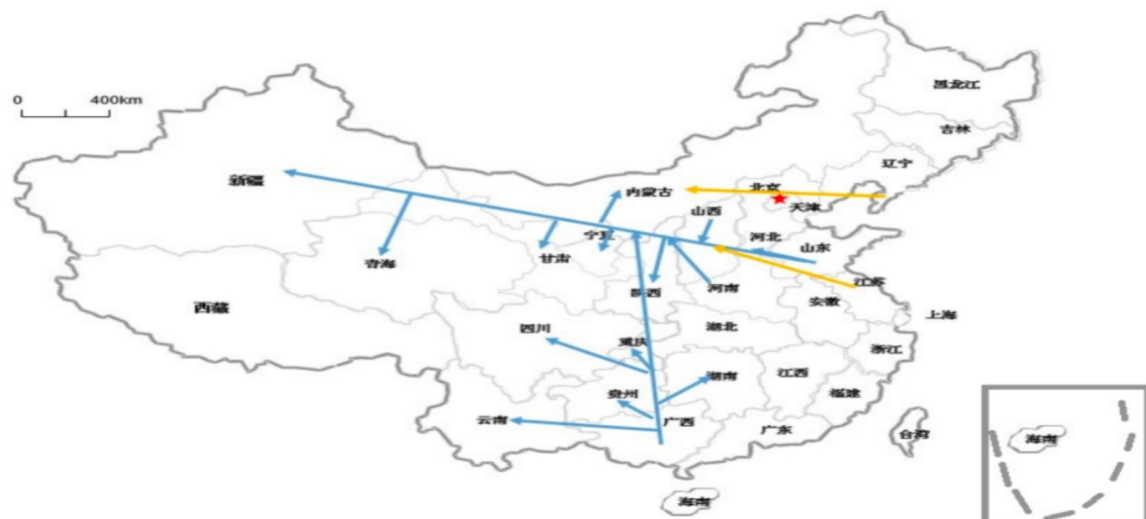 黑龙江
吉林
0 400km
辽宁
新疆
北京
内蒙古
天津
山西
宁夏
河北
山东
甘肃
青海
陕西
河南
江苏
安徽
西藏
上海
四川
湖北
重庆
浙江
湖南
江西
贵州
福建
云南
广西
广东
台湾
海南
海南